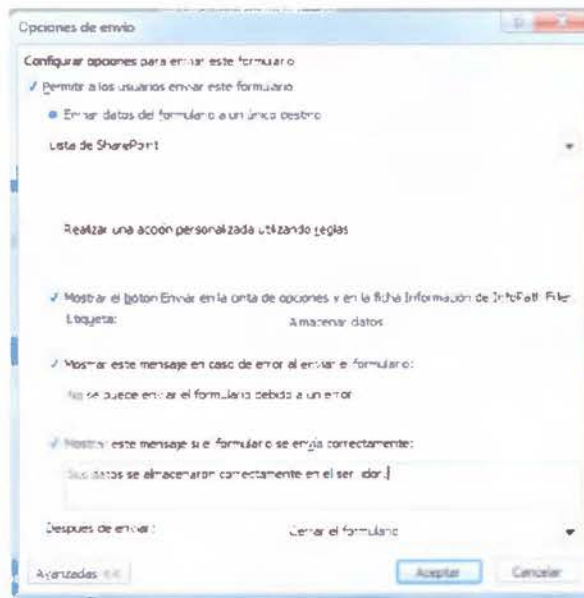 Opciones de envío
Configurar opciones para enviar este formulario
Permitir a los usuarios enviar este formulario
Enviar datos del formulario a un único destino
Lista de SharePoint
Realizar una acción personalizada utilizando reglas
Mostrar el botón Enviar en la cinta de opciones y en la ficha Información de InfoPath Filler
Etiqueta: Almacenar datos
Mostrar este mensaje en caso de error al enviar el formulario:
No se puede enviar el formulario debido a un error
Mostrar este mensaje si el formulario se envía correctamente:
Sus datos se almacenaron correctamente en el servidor.
Después de enviar: Cerrar el formulario
Avanzadas <<
Aceptar Cancelar